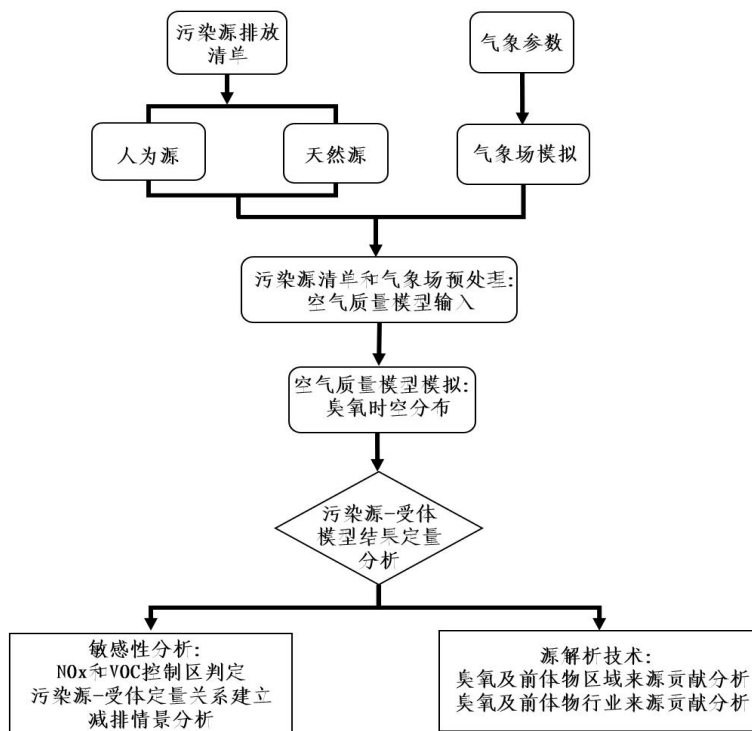 污染源排放
清单
气象参数
人为源
天然源
气象场模拟
污染源清单和气象场预处理:
空气质量模型输入
空气质量模型模拟:
臭氧时空分布
污染源-受体
模型结果定量
分析
敏感性分析:
NOx和VOC控制区判定
污染源-受体定量关系建立
减排情景分析
源解析技术:
臭氧及前体物区域来源贡献分析
臭氧及前体物行业来源贡献分析